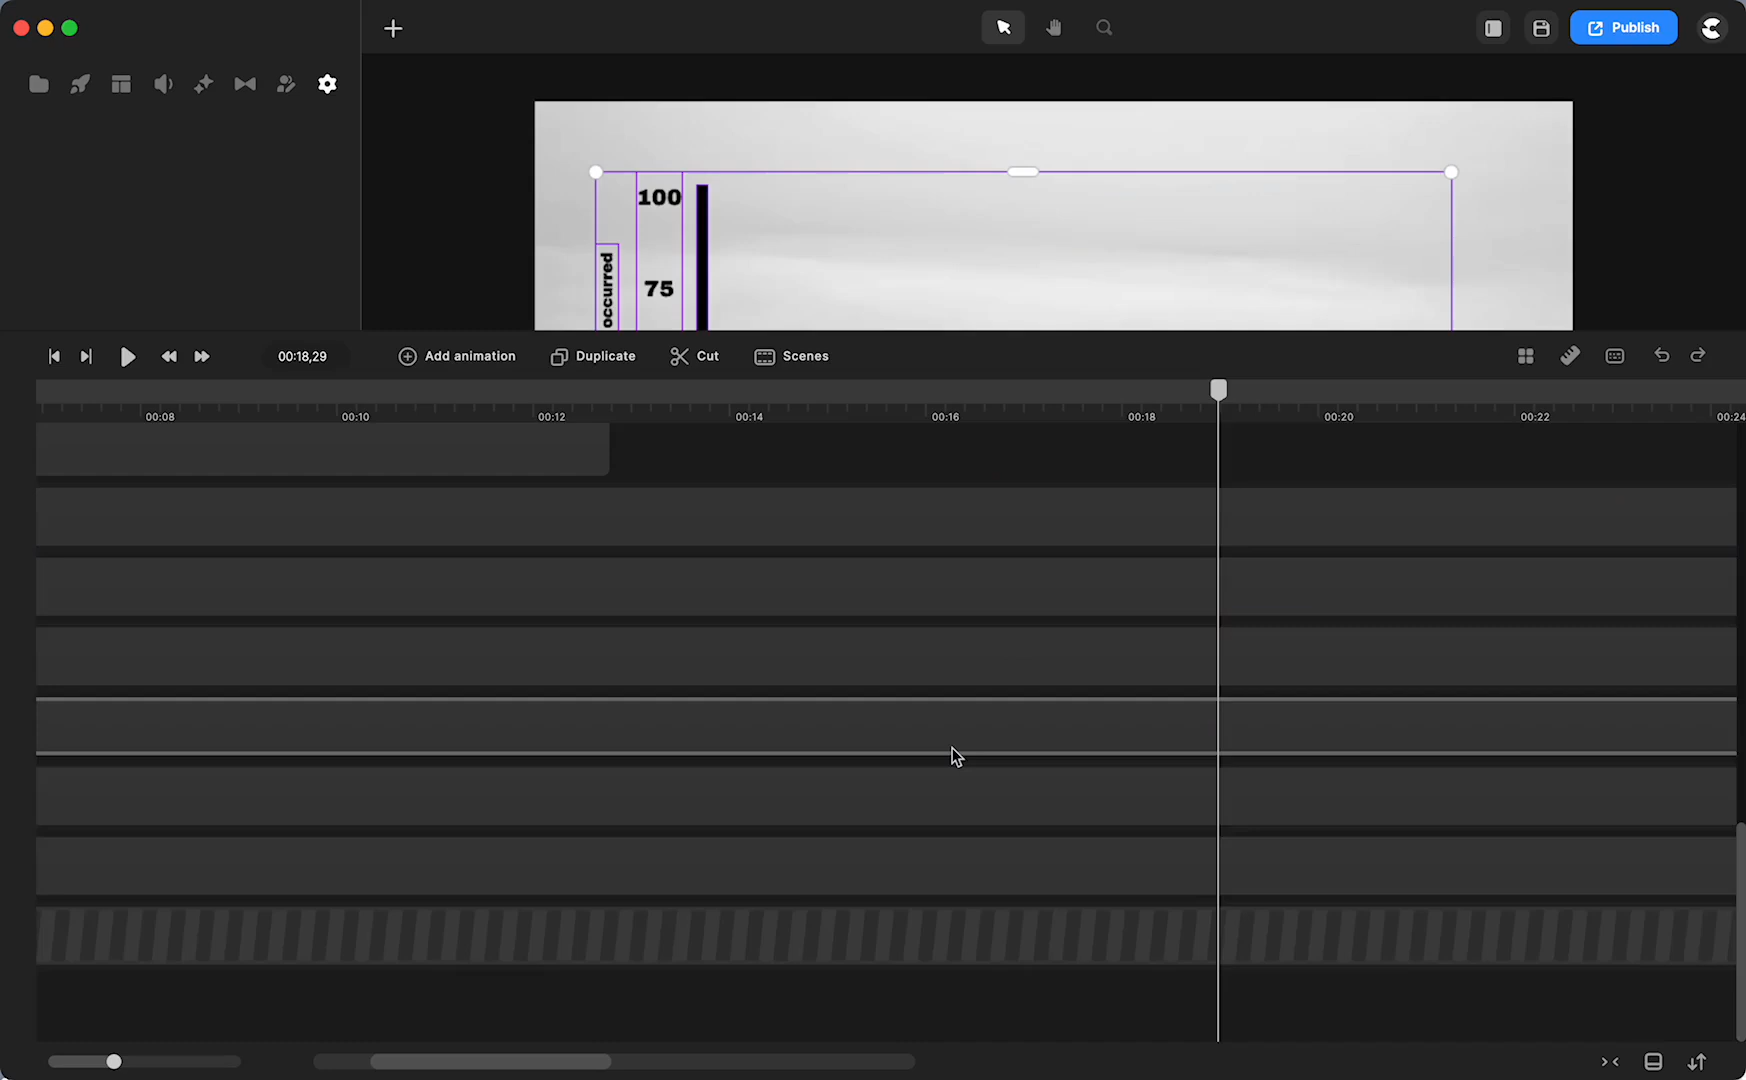 Publish
100
75
occurred
00:18,29
Add animation
Duplicate
Cut
Scenes
00:08
00:10
00:12
00:14
00:16
00:18
00:20
00:22
00:24